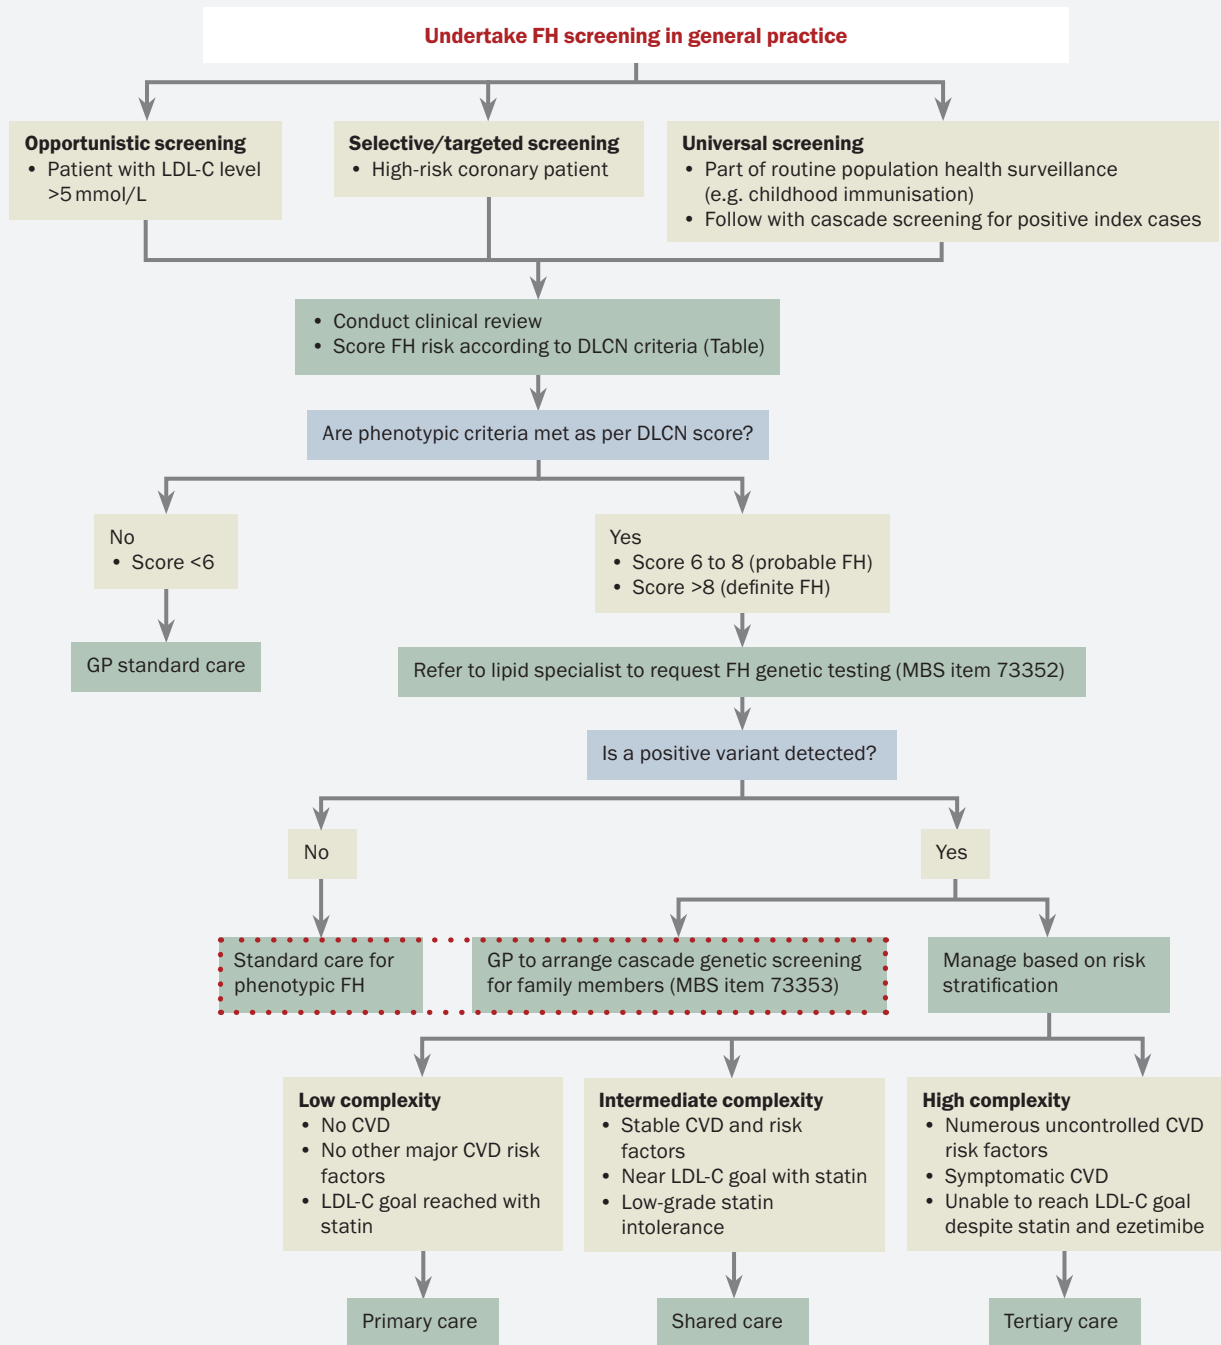 Undertake FH screening in general practice
Opportunistic screening
• Patient with LDL-C level
>5 mmol/L
Selective/targeted screening
• High-risk coronary patient
Universal screening
• Part of routine population health surveillance
(e.g. childhood immunisation)
• Follow with cascade screening for positive index cases
• Conduct clinical review
• Score FH risk according to DLCN criteria (Table)
Are phenotypic criteria met as per DLCN score?
No
• Score <6
Yes
• Score 6 to 8 (probable FH)
• Score >8 (definite FH)
GP standard care
Refer to lipid specialist to request FH genetic testing (MBS item 73352)
Is a positive variant detected?
No
Yes
Standard care for
phenotypic FH
GP to arrange cascade genetic screening
for family members (MBS item 73353)
Manage based on risk
stratification
Low complexity
• No CVD
• No other major CVD risk
factors
• LDL-C goal reached with
statin
Intermediate complexity
• Stable CVD and risk
factors
• Near LDL-C goal with statin
• Low-grade statin
intolerance
High complexity
• Numerous uncontrolled CVD
risk factors
• Symptomatic CVD
• Unable to reach LDL-C goal
despite statin and ezetimibe
Primary care
Shared care
Tertiary care